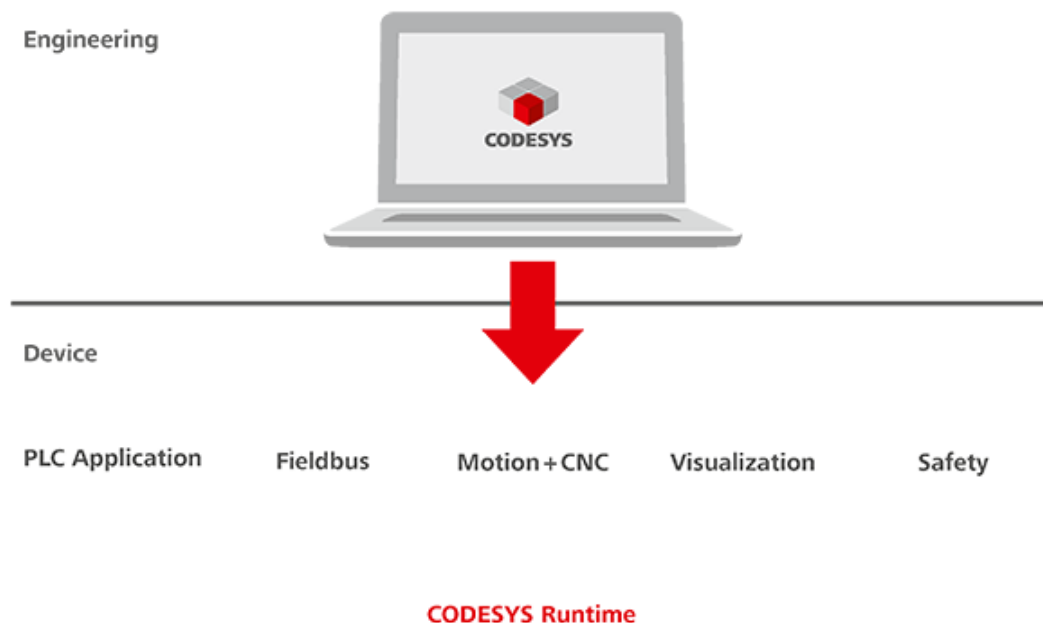 Engineering
CODESYS
Device
PLC Application
Fieldbus
Motion+CNC
Visualization
Safety
CODESYS Runtime